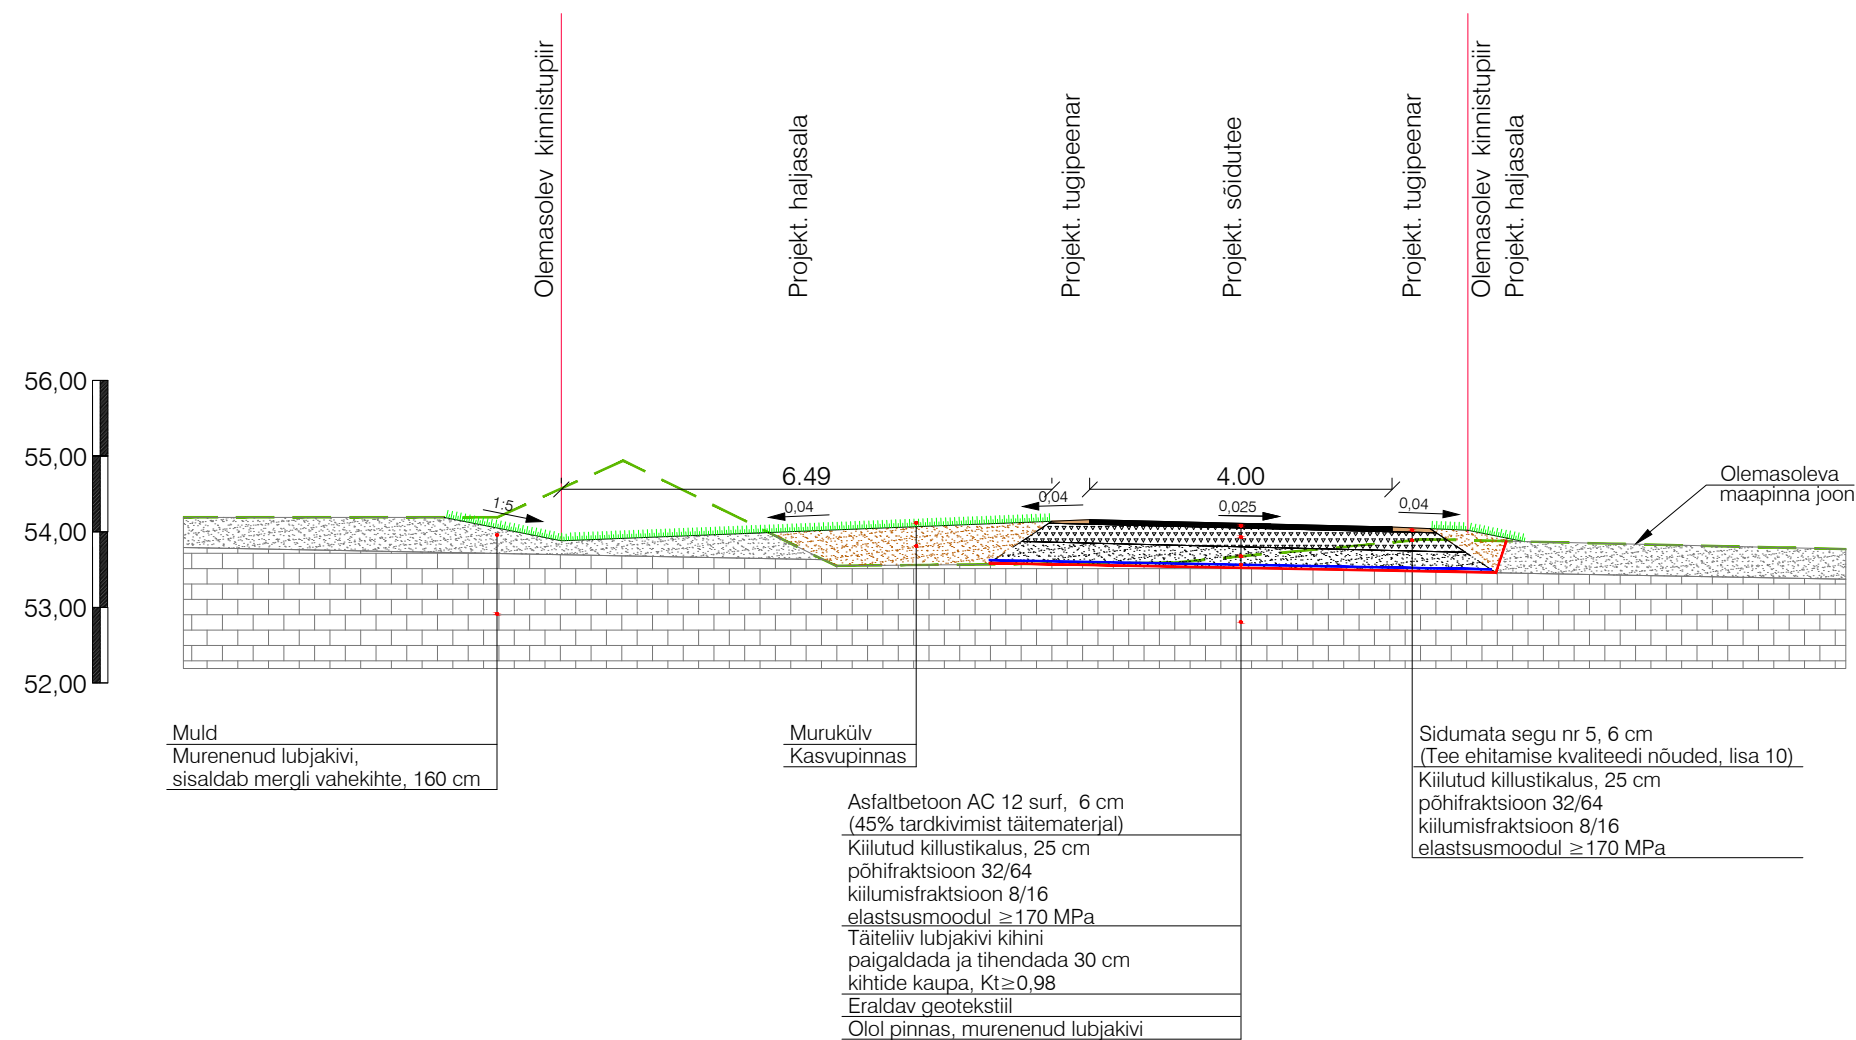 Olemasolev kinnistupiir
Projekt. haljasala
Projekt. tugipeenar
Projekt. sõidutee
Projekt. tugipeenar
Olemasolev kinnistupiir
Projekt. haljasala
56,00
55,00
54,00
53,00
52,00
6.49
4.00
1:5
0,04
0,04
0,025
0,04
Olemasoleva
maapinna joon
Muld
Murenenud lubjakivi,
sisaldab mergli vahekihte, 160 cm
Murukülv
Kasvupinnas
Asfaltbetoon AC 12 surf, 6 cm
(45% tardkivimist täitematerjal)
Kiilutud killustikalus, 25 cm
põhifraktsioon 32/64
kiilumisfraktsioon 8/16
elastsusmoodul ≥170 MPa
Täiteliiv lubjakivi kihini
paigaldada ja tihendada 30 cm
kihtide kaupa, Kt≥0,98
Eraldav geotekstiil
Olol pinnas, murenenud lubjakivi
Sidumata segu nr 5, 6 cm
(Tee ehitamise kvaliteedi nõuded, lisa 10)
Kiilutud killustikalus, 25 cm
põhifraktsioon 32/64
kiilumisfraktsioon 8/16
elastsusmoodul ≥170 MPa